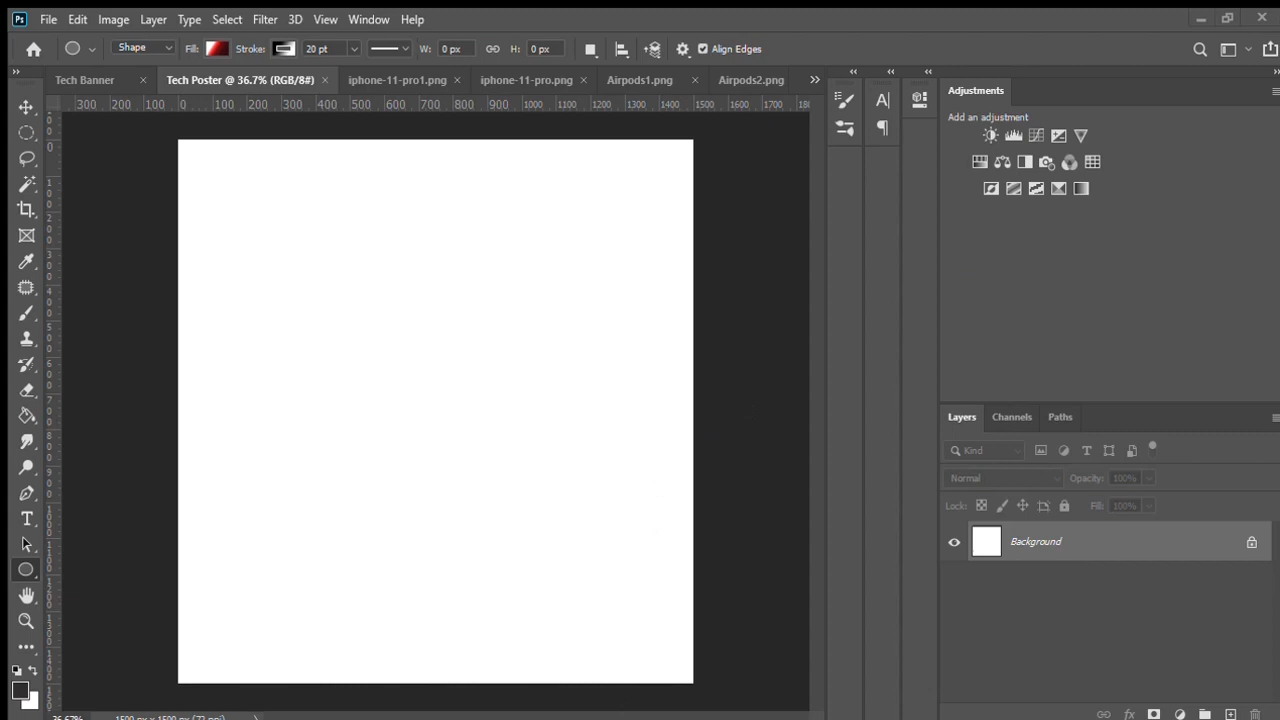 Ps File Edit Image Layer Type Select Filter 3D View Window Help
Shape Fill: Stroke: 20 pt W: 0 px H: 0 px Align Edges
Tech Banner × Tech Poster @ 36.7% (RGB/8#) × iphone-11-pro1.png × iphone-11-pro.png × Airpods1.png × Airpods2.png
300 200 100 0 100 200 300 400 500 600 700 800 900 1000 1100 1200 1300 1400 1500 1600 1700
Adjustments
Add an adjustment
Layers Channels Paths
Kind
Normal Opacity: 100%
Lock: Fill: 100%
Background
36.67% 1500 px x 1500 px (72 ppi)